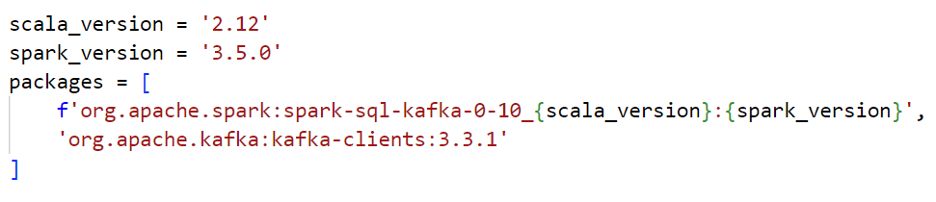 scala_version = '2.12'
spark_version = '3.5.0'
packages = [
    f'org.apache.spark:spark-sql-kafka-0-10_{scala_version}:{spark_version}',
    'org.apache.kafka:kafka-clients:3.3.1'
]